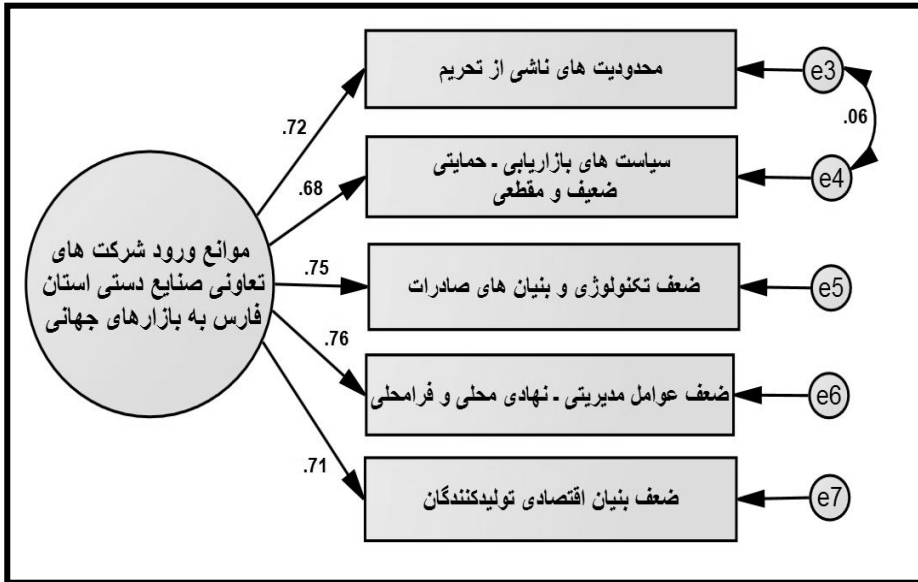 محدودیت های ناشی از تحریم
e3
.06
.72
سیاست های بازاریابی ـ حمایتی
ضعیف و مقطعی
e4
.68
موانع ورود شرکت های
تعاونی صنایع دستی استان
فارس به بازارهای جهانی
.75
ضعف تکنولوژی و بنیان های صادرات
e5
.76
ضعف عوامل مدیریتی ـ نهادی محلی و فرامحلی
e6
.71
ضعف بنیان اقتصادی تولیدکنندگان
e7